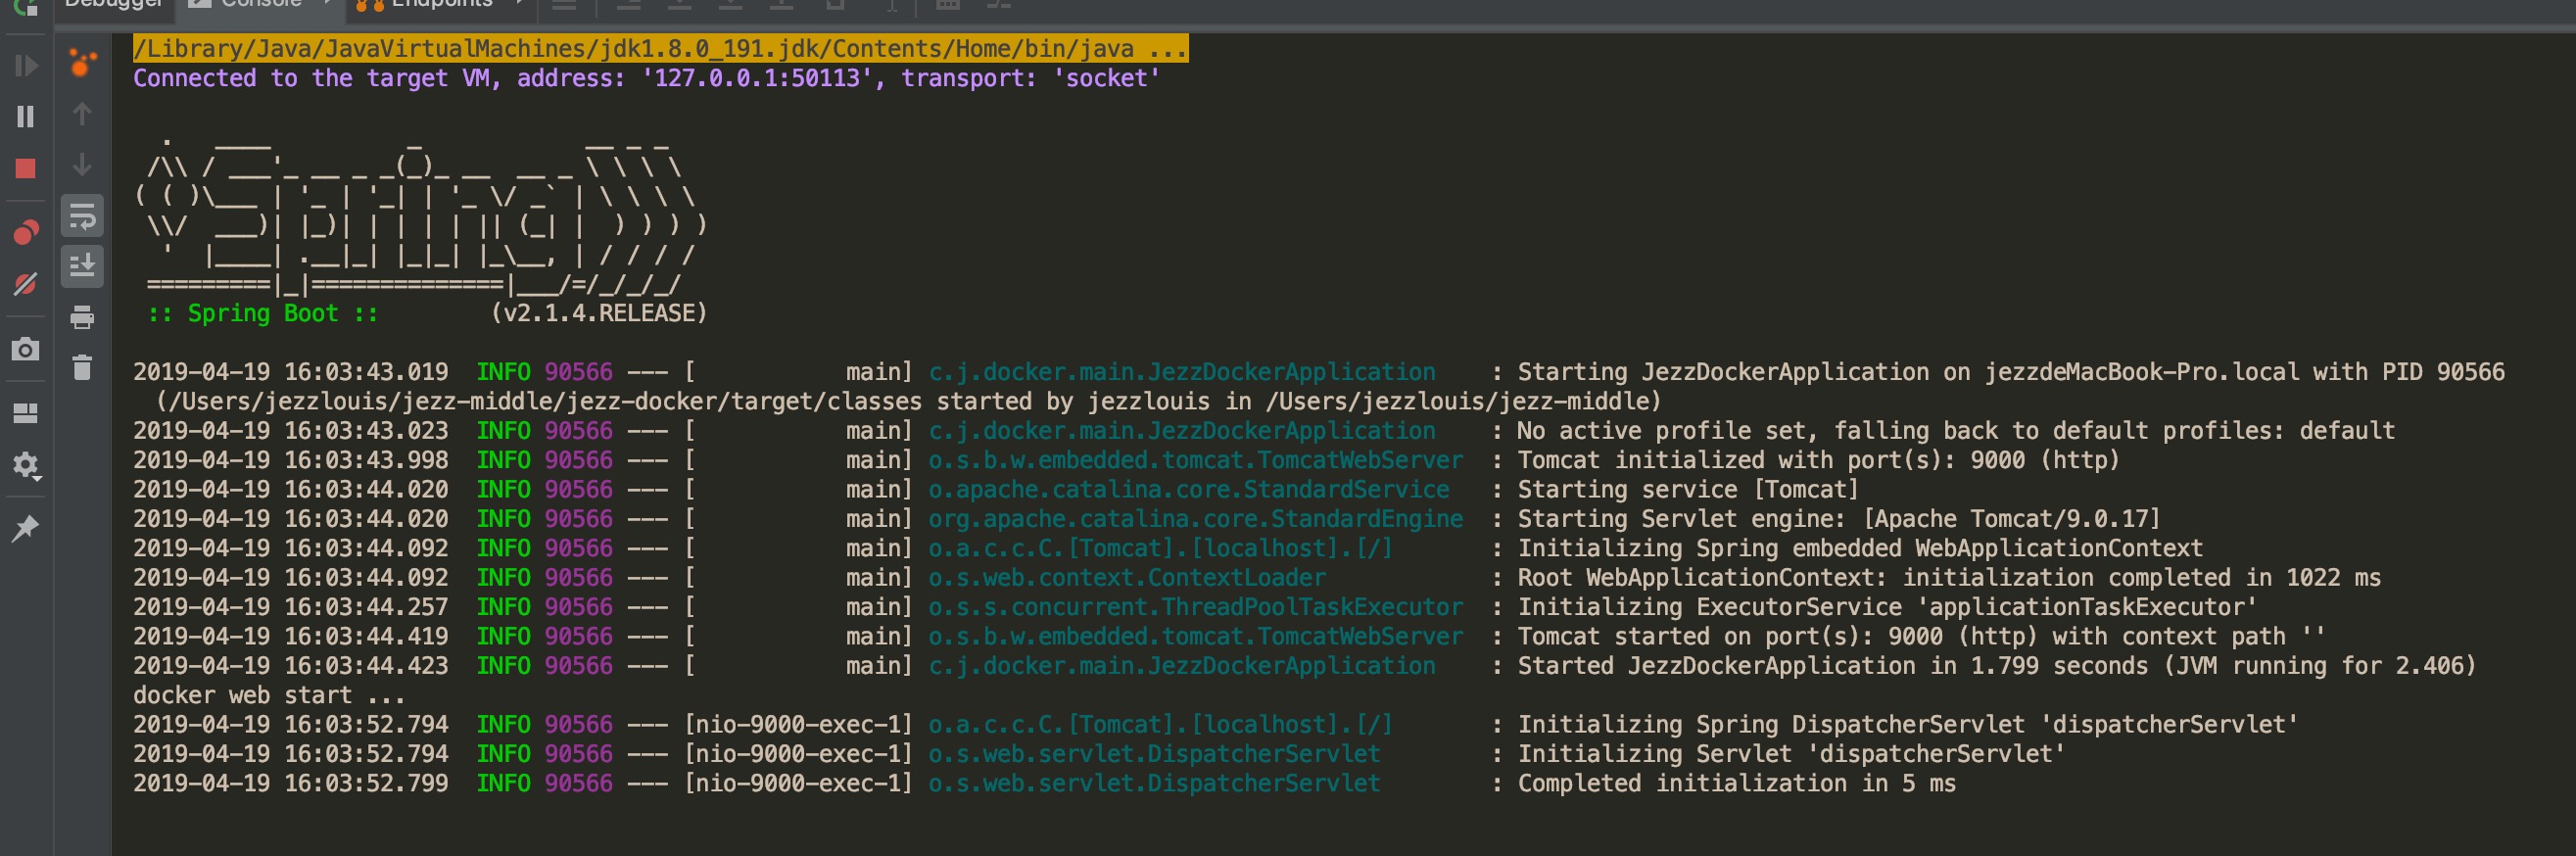 Debugger Console Endpoints
/Library/Java/JavaVirtualMachines/jdk1.8.0_191.jdk/Contents/Home/bin/java ...
Connected to the target VM, address: '127.0.0.1:50113', transport: 'socket'
  .   ____          _            __ _ _
 /\\ / ___'_ __ _ _(_)_ __  __ _ \ \ \ \
( ( )\___ | '_ | '_| | '_ \/ _` | \ \ \ \
 \\/  ___)| |_)| | | | | || (_| |  ) ) ) )
  '  |____| .__|_| |_|_| |_\__, | / / / /
 =========|_|==============|___/=/_/_/_/
 :: Spring Boot ::        (v2.1.4.RELEASE)
2019-04-19 16:03:43.019  INFO 90566 --- [           main] c.j.docker.main.JezzDockerApplication    : Starting JezzDockerApplication on jezzdeMacBook-Pro.local with PID 90566
 (/Users/jezzlouis/jezz-middle/jezz-docker/target/classes started by jezzlouis in /Users/jezzlouis/jezz-middle)
2019-04-19 16:03:43.023  INFO 90566 --- [           main] c.j.docker.main.JezzDockerApplication    : No active profile set, falling back to default profiles: default
2019-04-19 16:03:43.998  INFO 90566 --- [           main] o.s.b.w.embedded.tomcat.TomcatWebServer  : Tomcat initialized with port(s): 9000 (http)
2019-04-19 16:03:44.020  INFO 90566 --- [           main] o.apache.catalina.core.StandardService   : Starting service [Tomcat]
2019-04-19 16:03:44.020  INFO 90566 --- [           main] org.apache.catalina.core.StandardEngine  : Starting Servlet engine: [Apache Tomcat/9.0.17]
2019-04-19 16:03:44.092  INFO 90566 --- [           main] o.a.c.c.C.[Tomcat].[localhost].[/]       : Initializing Spring embedded WebApplicationContext
2019-04-19 16:03:44.092  INFO 90566 --- [           main] o.s.web.context.ContextLoader            : Root WebApplicationContext: initialization completed in 1022 ms
2019-04-19 16:03:44.257  INFO 90566 --- [           main] o.s.s.concurrent.ThreadPoolTaskExecutor  : Initializing ExecutorService 'applicationTaskExecutor'
2019-04-19 16:03:44.419  INFO 90566 --- [           main] o.s.b.w.embedded.tomcat.TomcatWebServer  : Tomcat started on port(s): 9000 (http) with context path ''
2019-04-19 16:03:44.423  INFO 90566 --- [           main] c.j.docker.main.JezzDockerApplication    : Started JezzDockerApplication in 1.799 seconds (JVM running for 2.406)
docker web start ...
2019-04-19 16:03:52.794  INFO 90566 --- [nio-9000-exec-1] o.a.c.c.C.[Tomcat].[localhost].[/]       : Initializing Spring DispatcherServlet 'dispatcherServlet'
2019-04-19 16:03:52.794  INFO 90566 --- [nio-9000-exec-1] o.s.web.servlet.DispatcherServlet        : Initializing Servlet 'dispatcherServlet'
2019-04-19 16:03:52.799  INFO 90566 --- [nio-9000-exec-1] o.s.web.servlet.DispatcherServlet        : Completed initialization in 5 ms